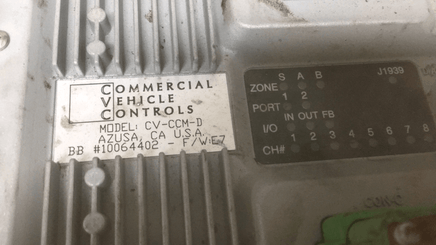 COMMERCIAL
VEHICLE
CONTROLS
MODEL: CV-CCM-D
AZUSA, CA U.S.A.
BB #10064402 - F/W:E7
S A B J1939
ZONE
1 2
PORT
IN OUT FB
I/O
1 2 3 4 5 6 7 8
CH#